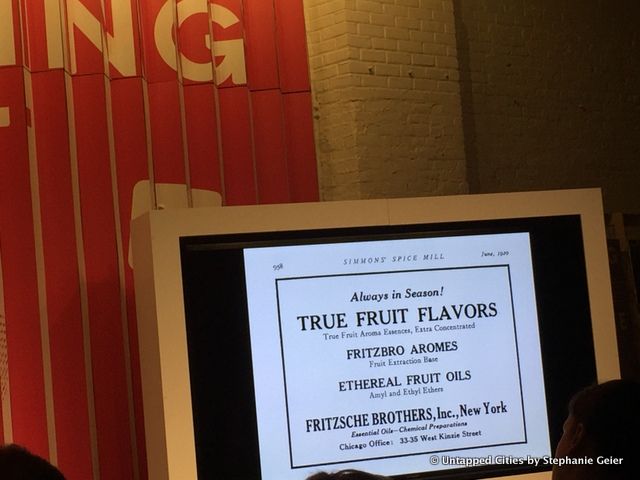 ING
958
SIMMONS' SPICE MILL
June, 1920
Always in Season!
TRUE FRUIT FLAVORS
True Fruit Aroma Essences, Extra Concentrated
FRITZBRO AROMES
Fruit Extraction Base
ETHEREAL FRUIT OILS
Amyl and Ethyl Ethers
FRITZSCHE BROTHERS, Inc., New York
Essential Oils—Chemical Preparations
Chicago Office: 33-35 West Kinzie Street
© Untapped Cities by Stephanie Geier